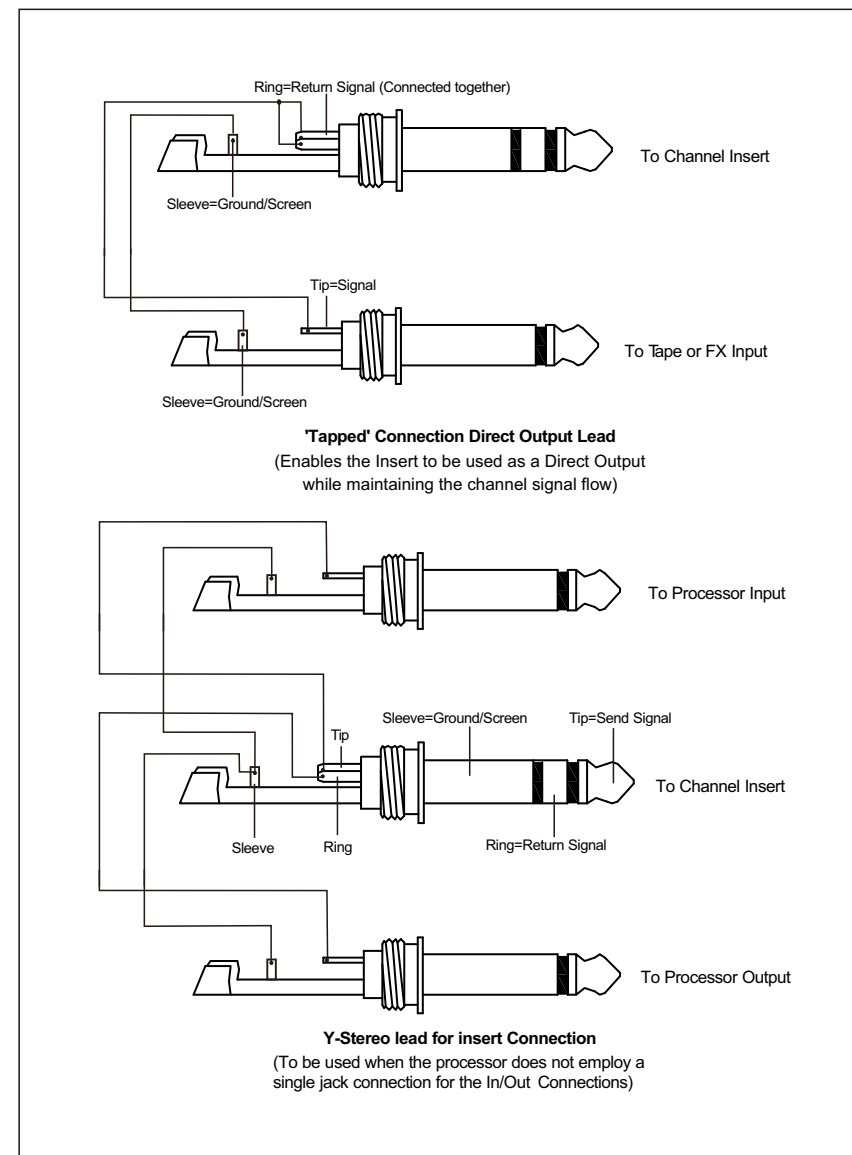 Ring=Return Signal (Connected together)
To Channel Insert
Sleeve=Ground/Screen
Tip=Signal
To Tape or FX Input
Sleeve=Ground/Screen
'Tapped' Connection Direct Output Lead
(Enables the Insert to be used as a Direct Output
while maintaining the channel signal flow)
To Processor Input
Sleeve=Ground/Screen
Tip=Send Signal
Tip
To Channel Insert
Sleeve
Ring
Ring=Return Signal
To Processor Output
Y-Stereo lead for insert Connection
(To be used when the processor does not employ a
single jack connection for the In/Out Connections)